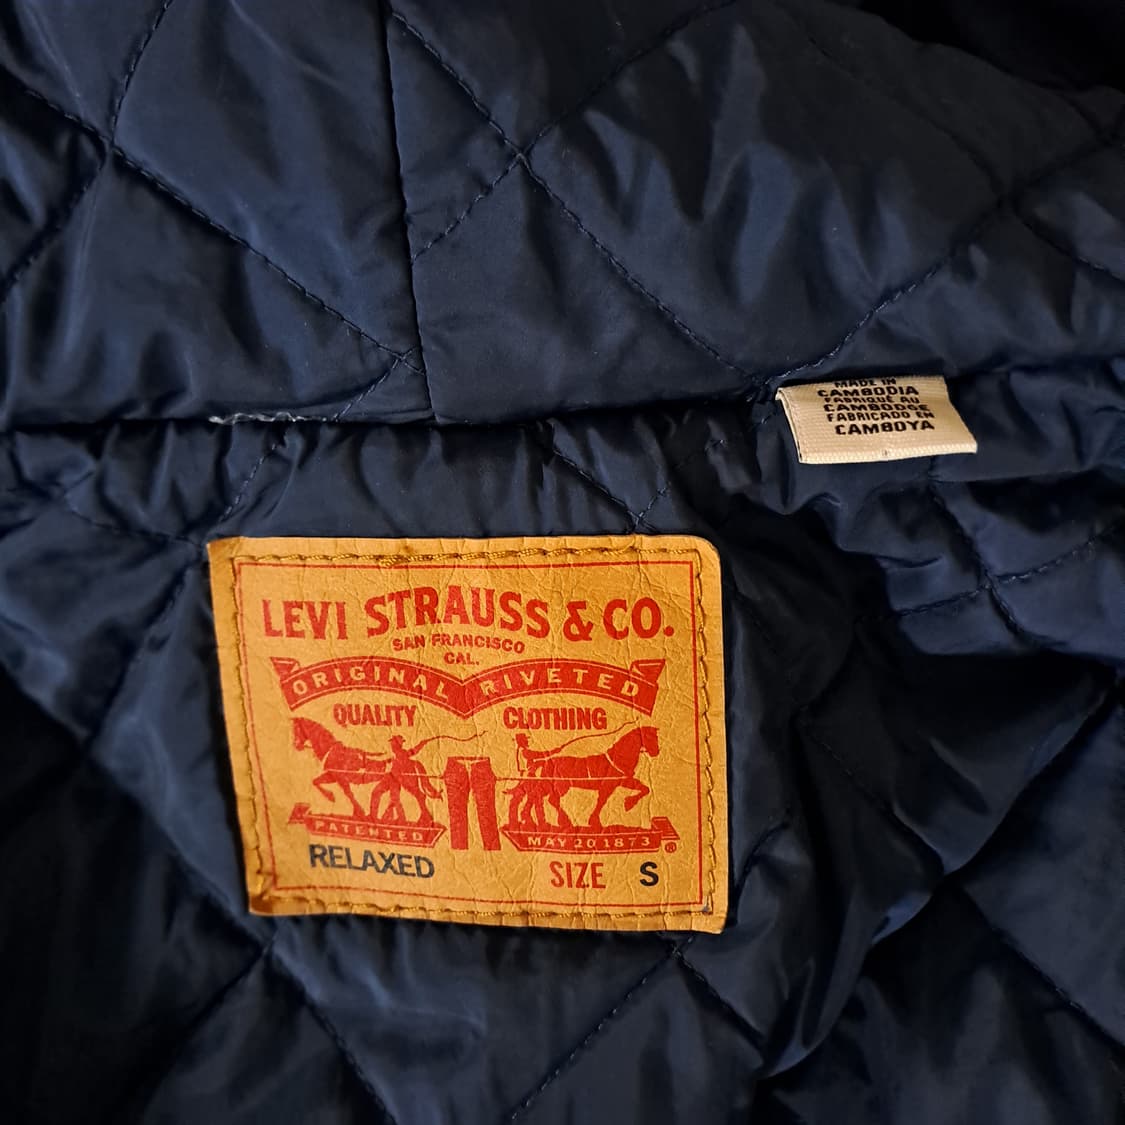 MADE IN
CAMBODIA
FABRIQUÉ AU
CAMBODGE
FABRICADO EN
CAMBOYA
LEVI STRAUSS & CO.
SAN FRANCISCO
CAL.
ORIGINAL RIVETED
QUALITY CLOTHING
PATENTED MAY 20 1873 ®
RELAXED SIZE S